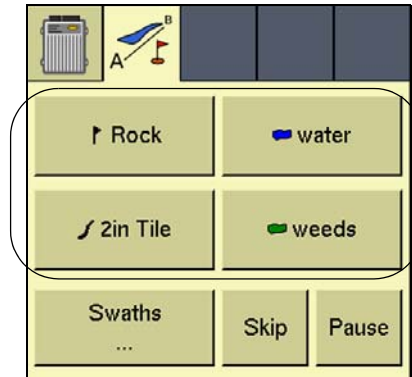 A B
Rock
water
2in Tile
weeds
Swaths
...
Skip
Pause